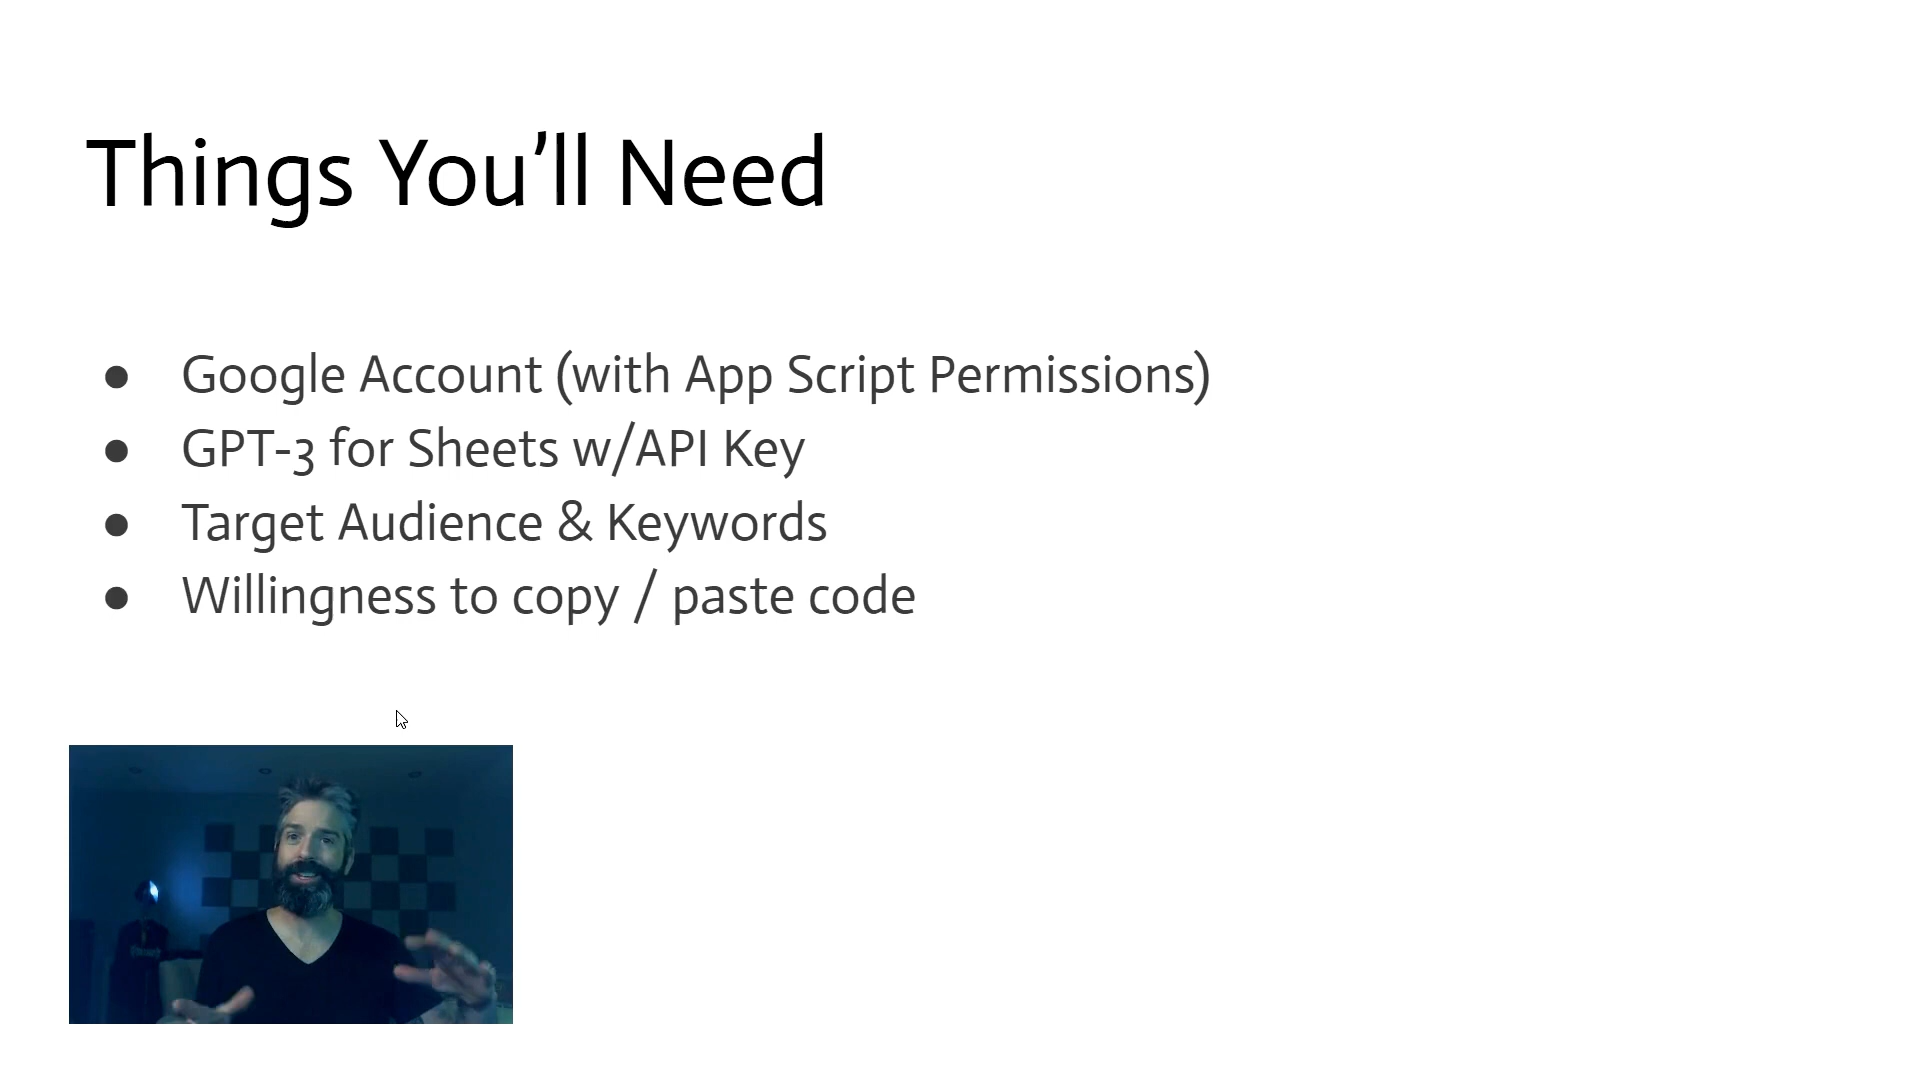 Things You’ll Need
● Google Account (with App Script Permissions)
● GPT-3 for Sheets w/API Key
● Target Audience & Keywords
● Willingness to copy / paste code